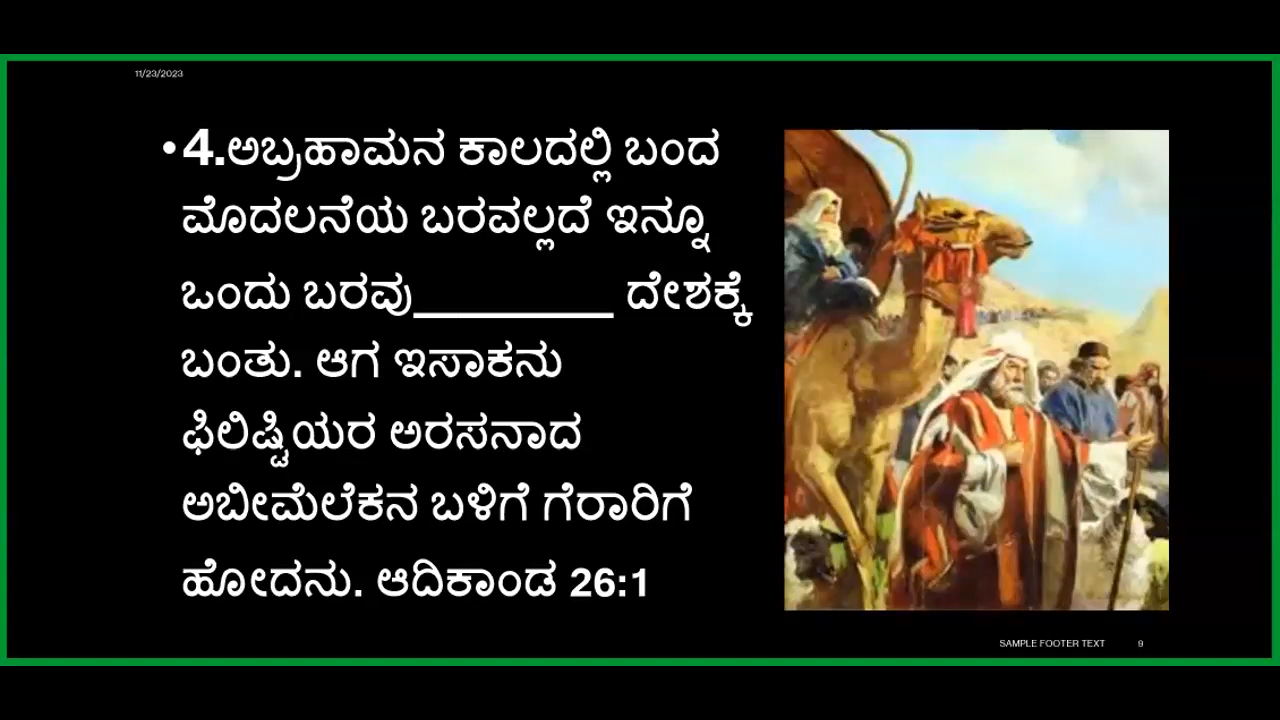 11/23/2023
•4.ಅಬ್ರಹಾಮನ ಕಾಲದಲ್ಲಿ ಬಂದ
ಮೊದಲನೆಯ ಬರವಲ್ಲದೆ ಇನ್ನೂ
ಒಂದು ಬರವು_________ ದೇಶಕ್ಕೆ
ಬಂತು. ಆಗ ಇಸಾಕನು
ಫಿಲಿಷ್ಟಿಯರ ಅರಸನಾದ
ಅಬೀಮೆಲೆಕನ ಬಳಿಗೆ ಗೆರಾರಿಗೆ
ಹೋದನು. ಆದಿಕಾಂಡ 26:1
SAMPLE FOOTER TEXT 9